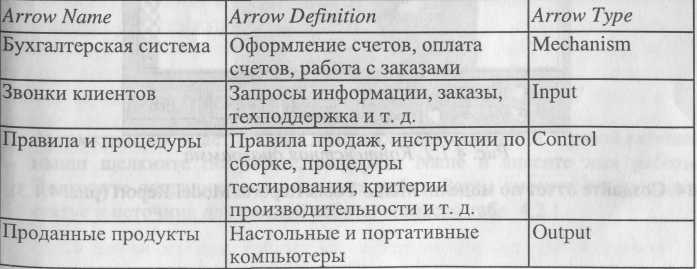 Arrow Name Arrow Definition Arrow Type
Бухгалтерская система Оформление счетов, оплата Mechanism
счетов, работа с заказами
Звонки клиентов Запросы информации, заказы, Input
техподдержка и т. д.
Правила и процедуры Правила продаж, инструкции по Control
сборке, процедуры
тестирования, критерии
производительности и т. д.
Проданные продукты Настольные и портативные Output
компьютеры